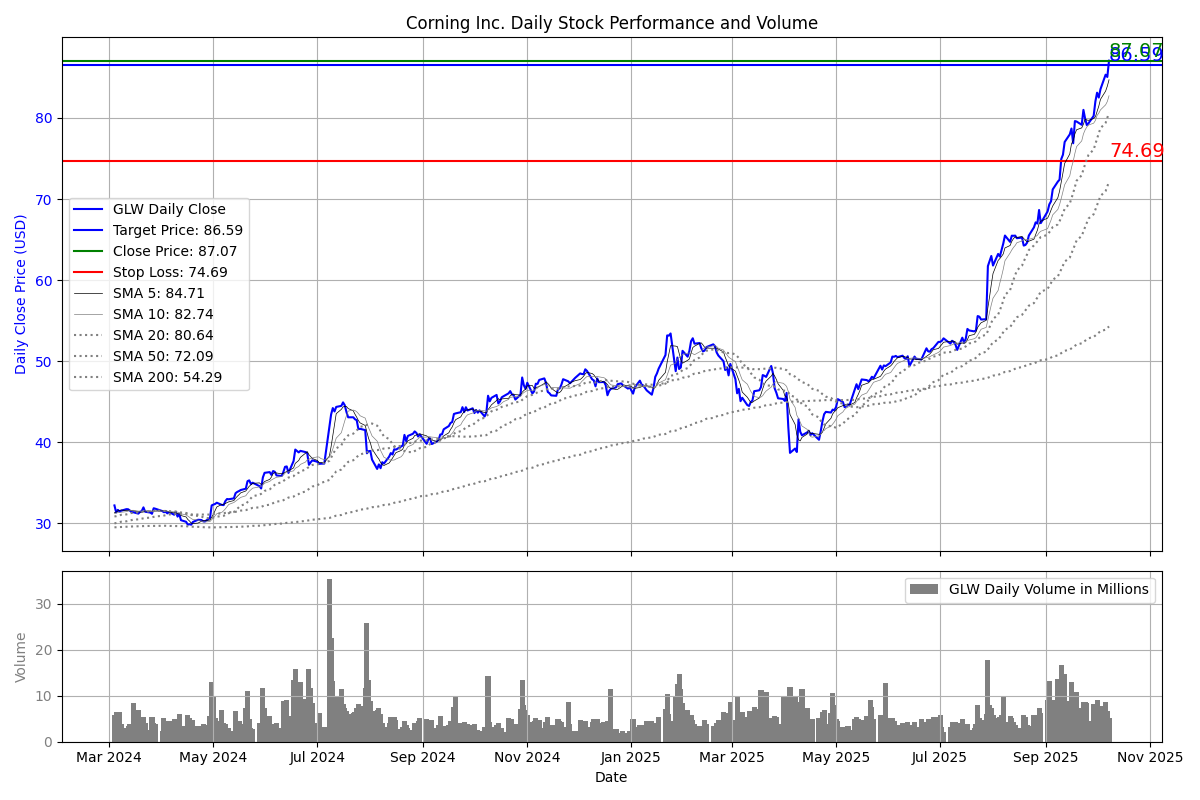 Corning Inc. Daily Stock Performance and Volume
87.07
86.59
74.69
80
70
60
50
40
30
Daily Close Price (USD)
GLW Daily Close
Target Price: 86.59
Close Price: 87.07
Stop Loss: 74.69
SMA 5: 84.71
SMA 10: 82.74
SMA 20: 80.64
SMA 50: 72.09
SMA 200: 54.29
GLW Daily Volume in Millions
30
20
10
0
Volume
Mar 2024 May 2024 Jul 2024 Sep 2024 Nov 2024 Jan 2025 Mar 2025 May 2025 Jul 2025 Sep 2025 Nov 2025
Date